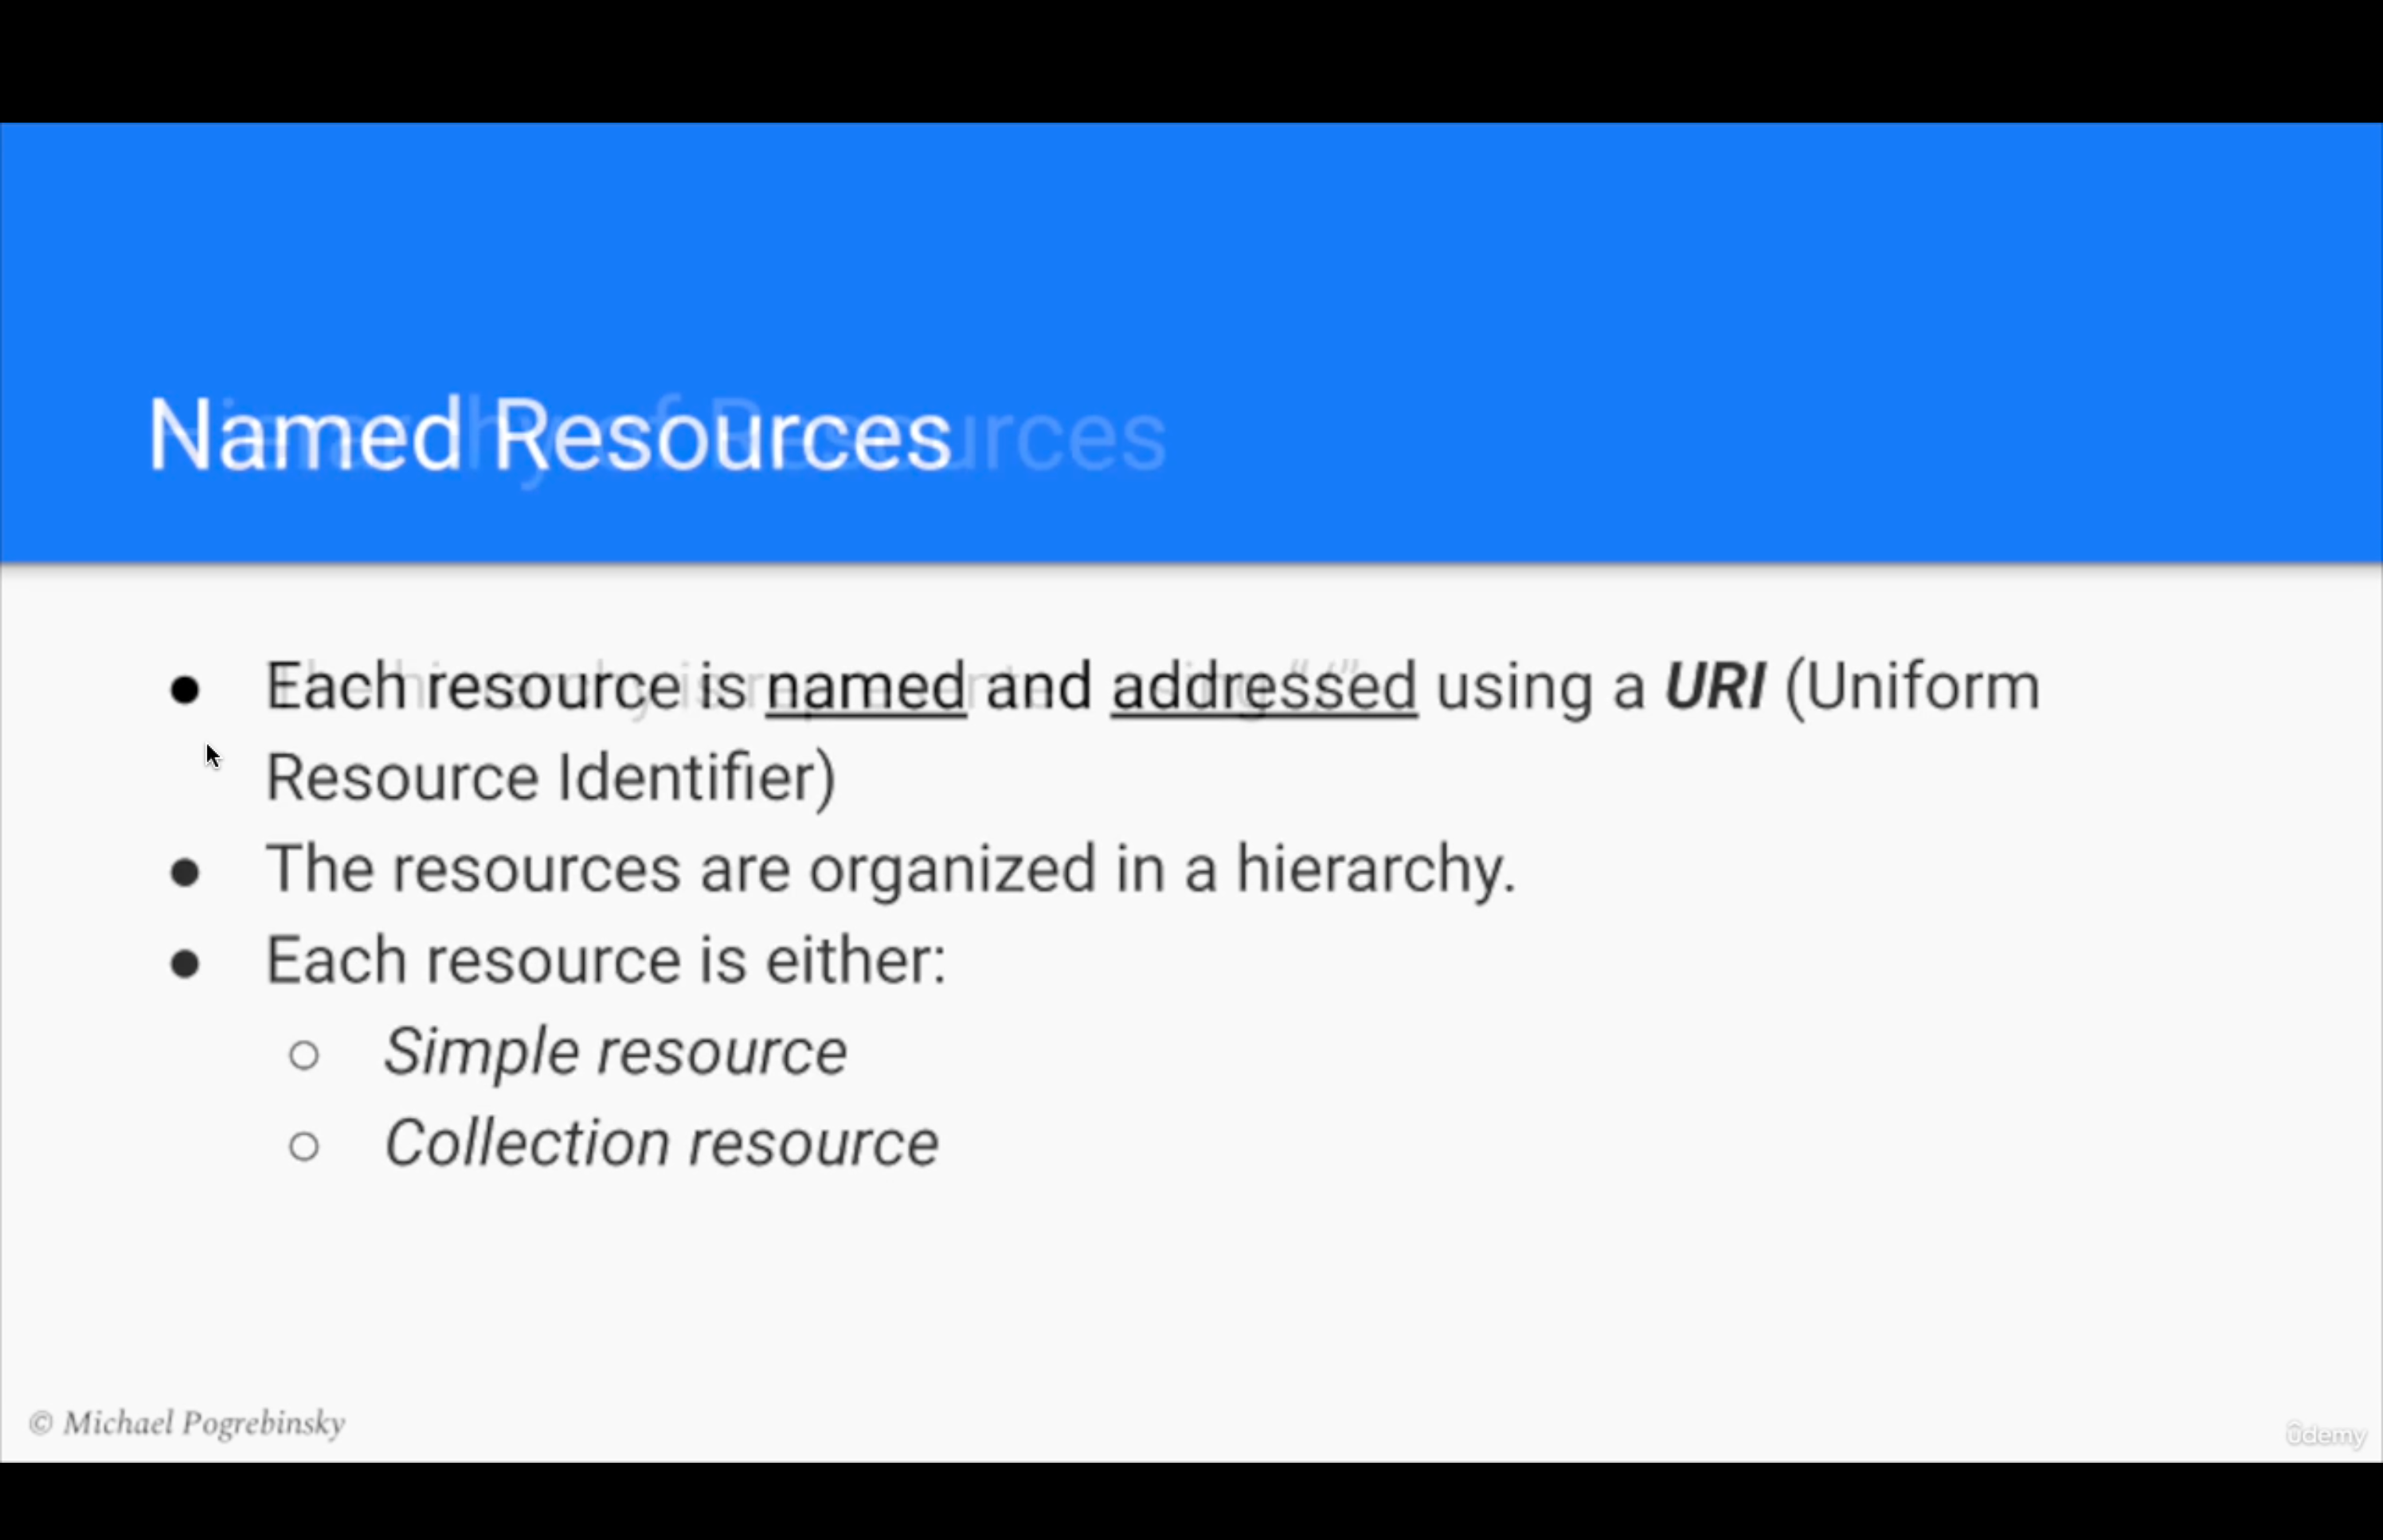 Named Resources
● Each resource is named and addressed using a URI (Uniform
Resource Identifier)
● The resources are organized in a hierarchy.
● Each resource is either:
○ Simple resource
○ Collection resource
© Michael Pogrebinsky
ûdemy